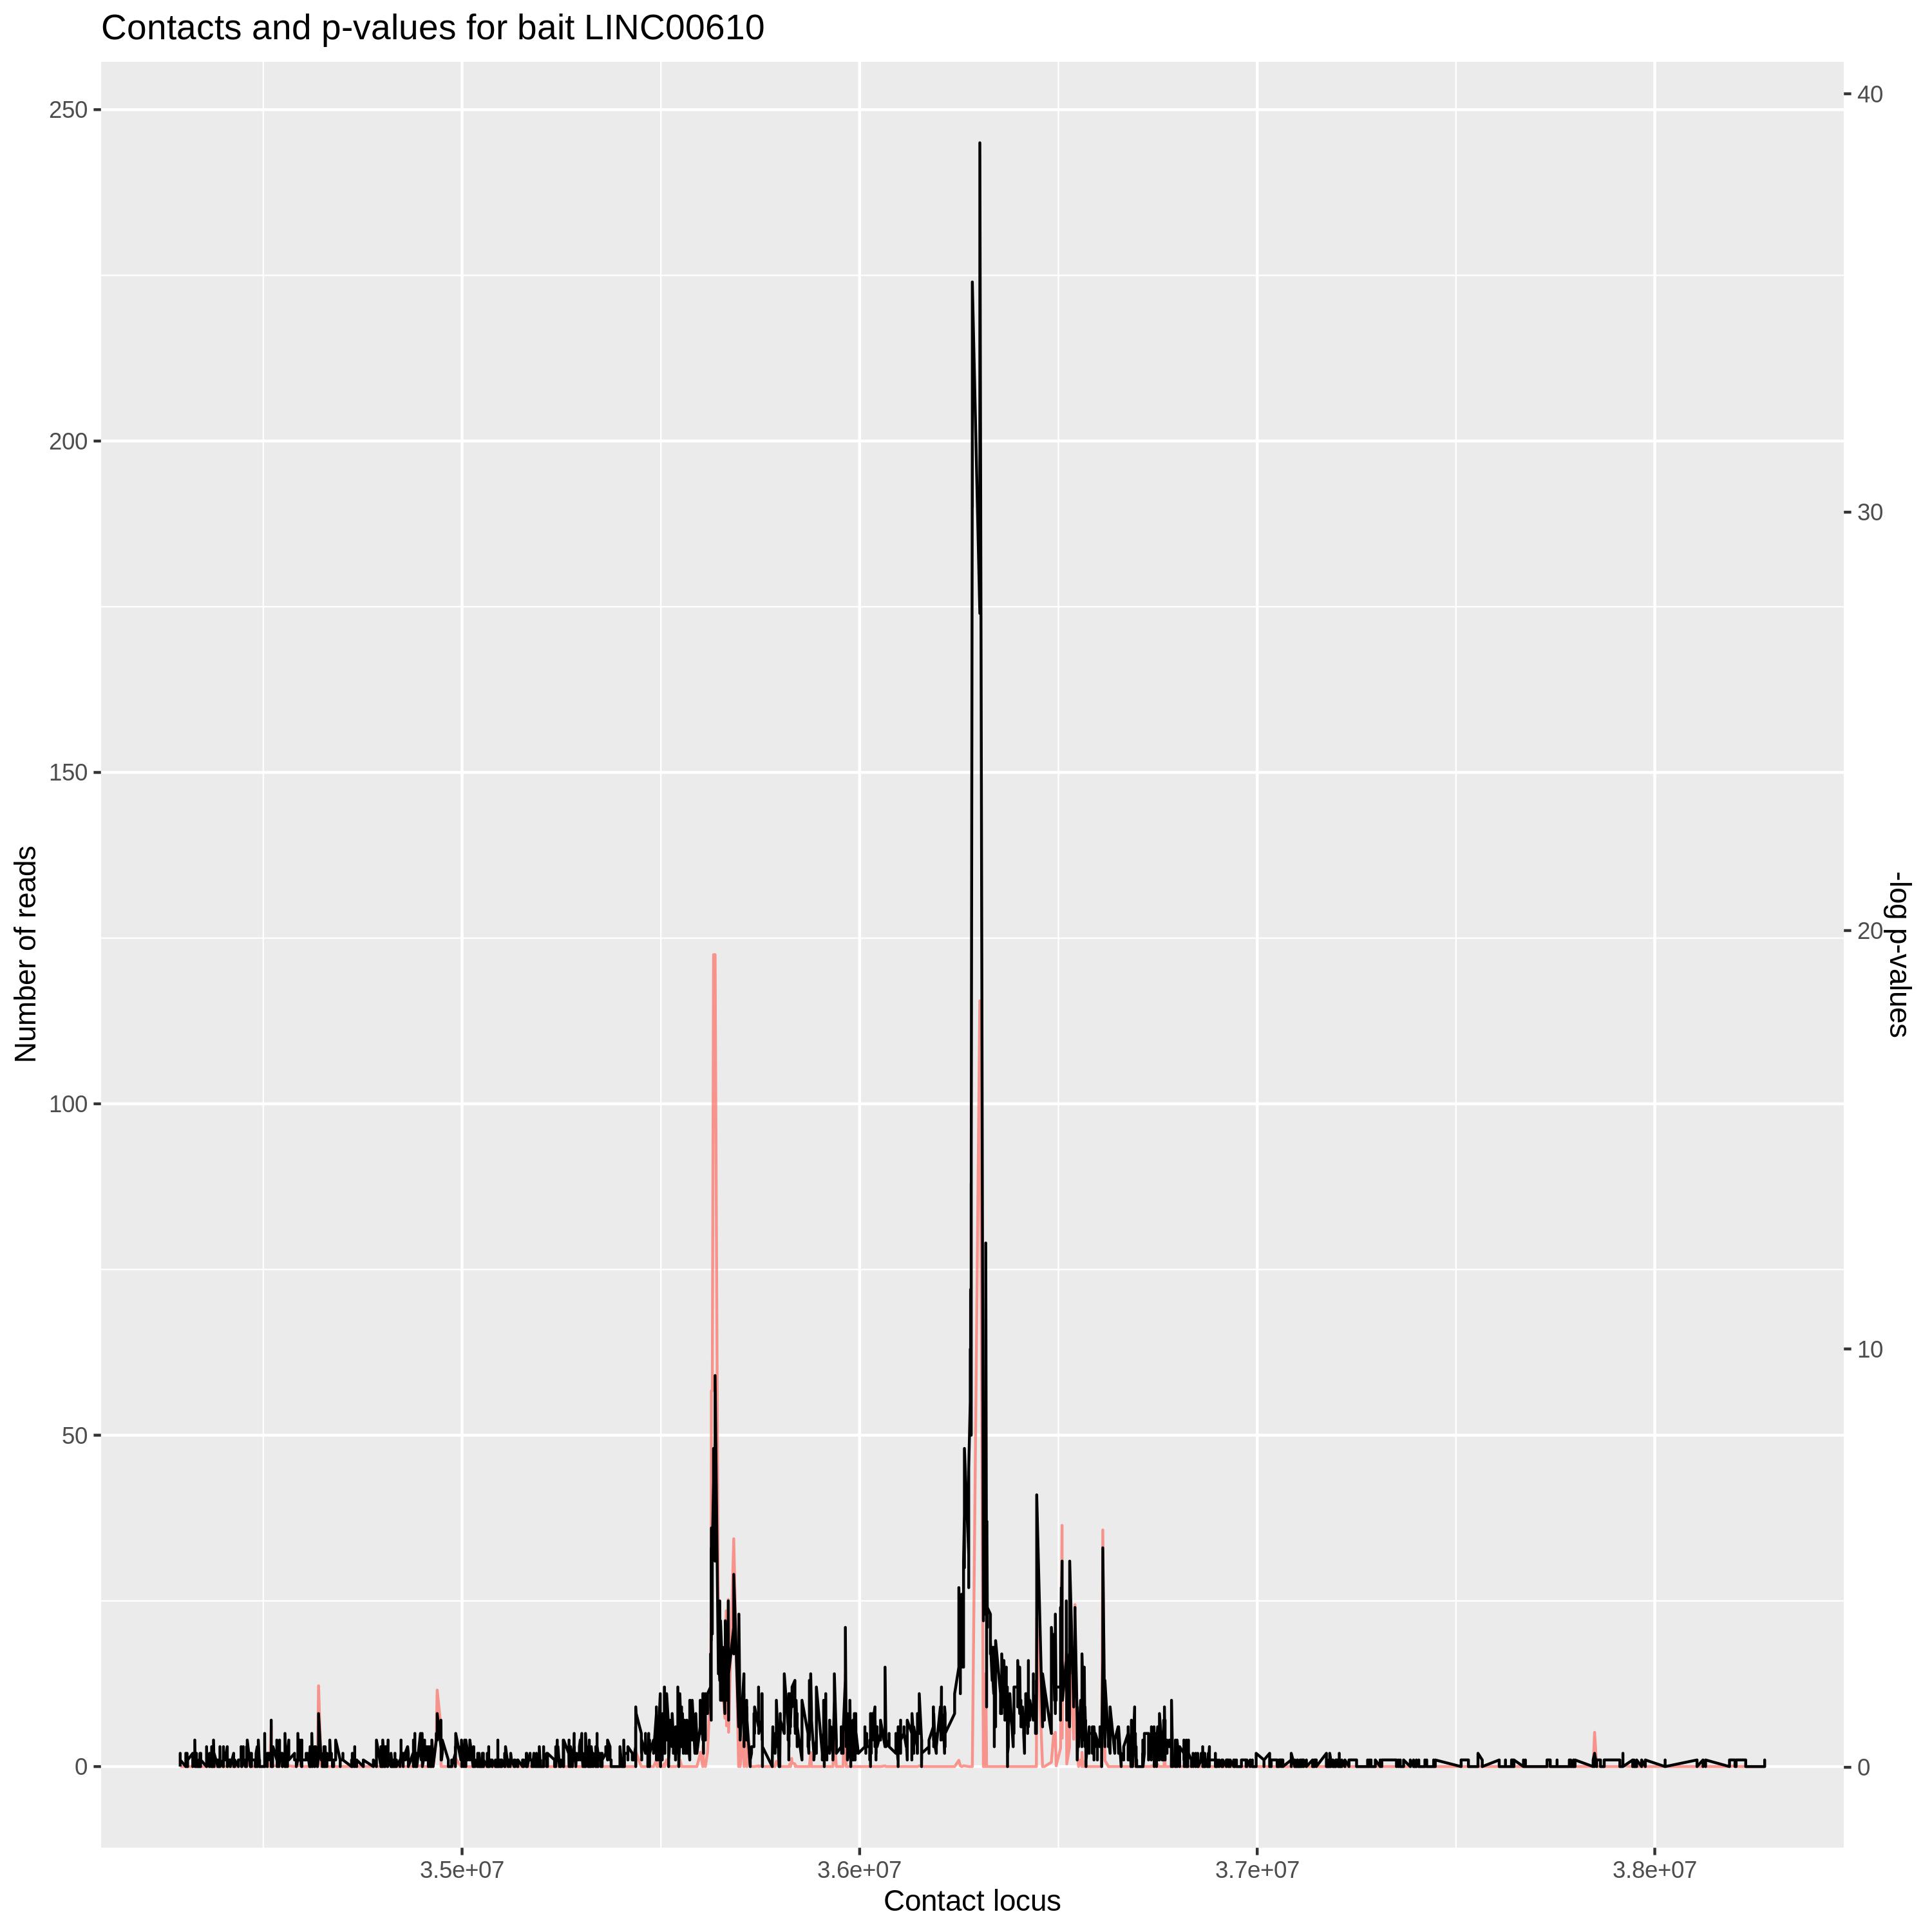 Contacts and p-values for bait LINC00610
250
200
150
100
50
0
Number of reads
40
30
20
10
0
-log p-values
3.5e+07
3.6e+07
3.7e+07
3.8e+07
Contact locus